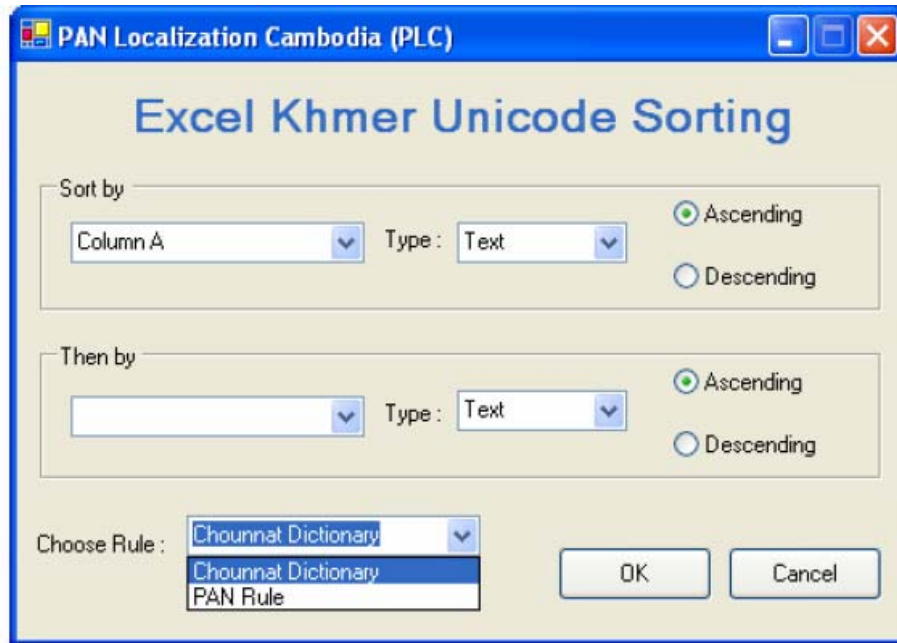 PAN Localization Cambodia (PLC)
Excel Khmer Unicode Sorting
Sort by
Column A
Type :
Text
Ascending
Descending
Then by
Type :
Text
Ascending
Descending
Choose Rule :
Chounnat Dictionary
Chounnat Dictionary
PAN Rule
OK
Cancel